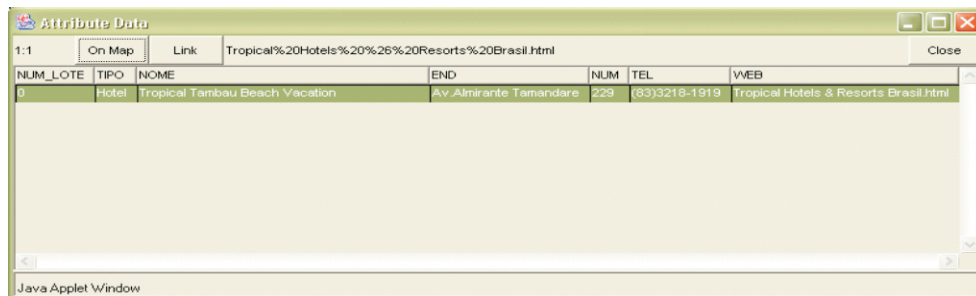 Attribute Data
1:1 On Map Link Tropical%20Hotels%20%26%20Resorts%20Brasil.html Close
NUM_LOTE TIPO NOME END NUM TEL WEB
0 Hotel Tropical Tambau Beach Vacation Av.Almirante Tamandare 229 (83)3218-1919 Tropical Hotels & Resorts Brasil.html
Java Applet Window